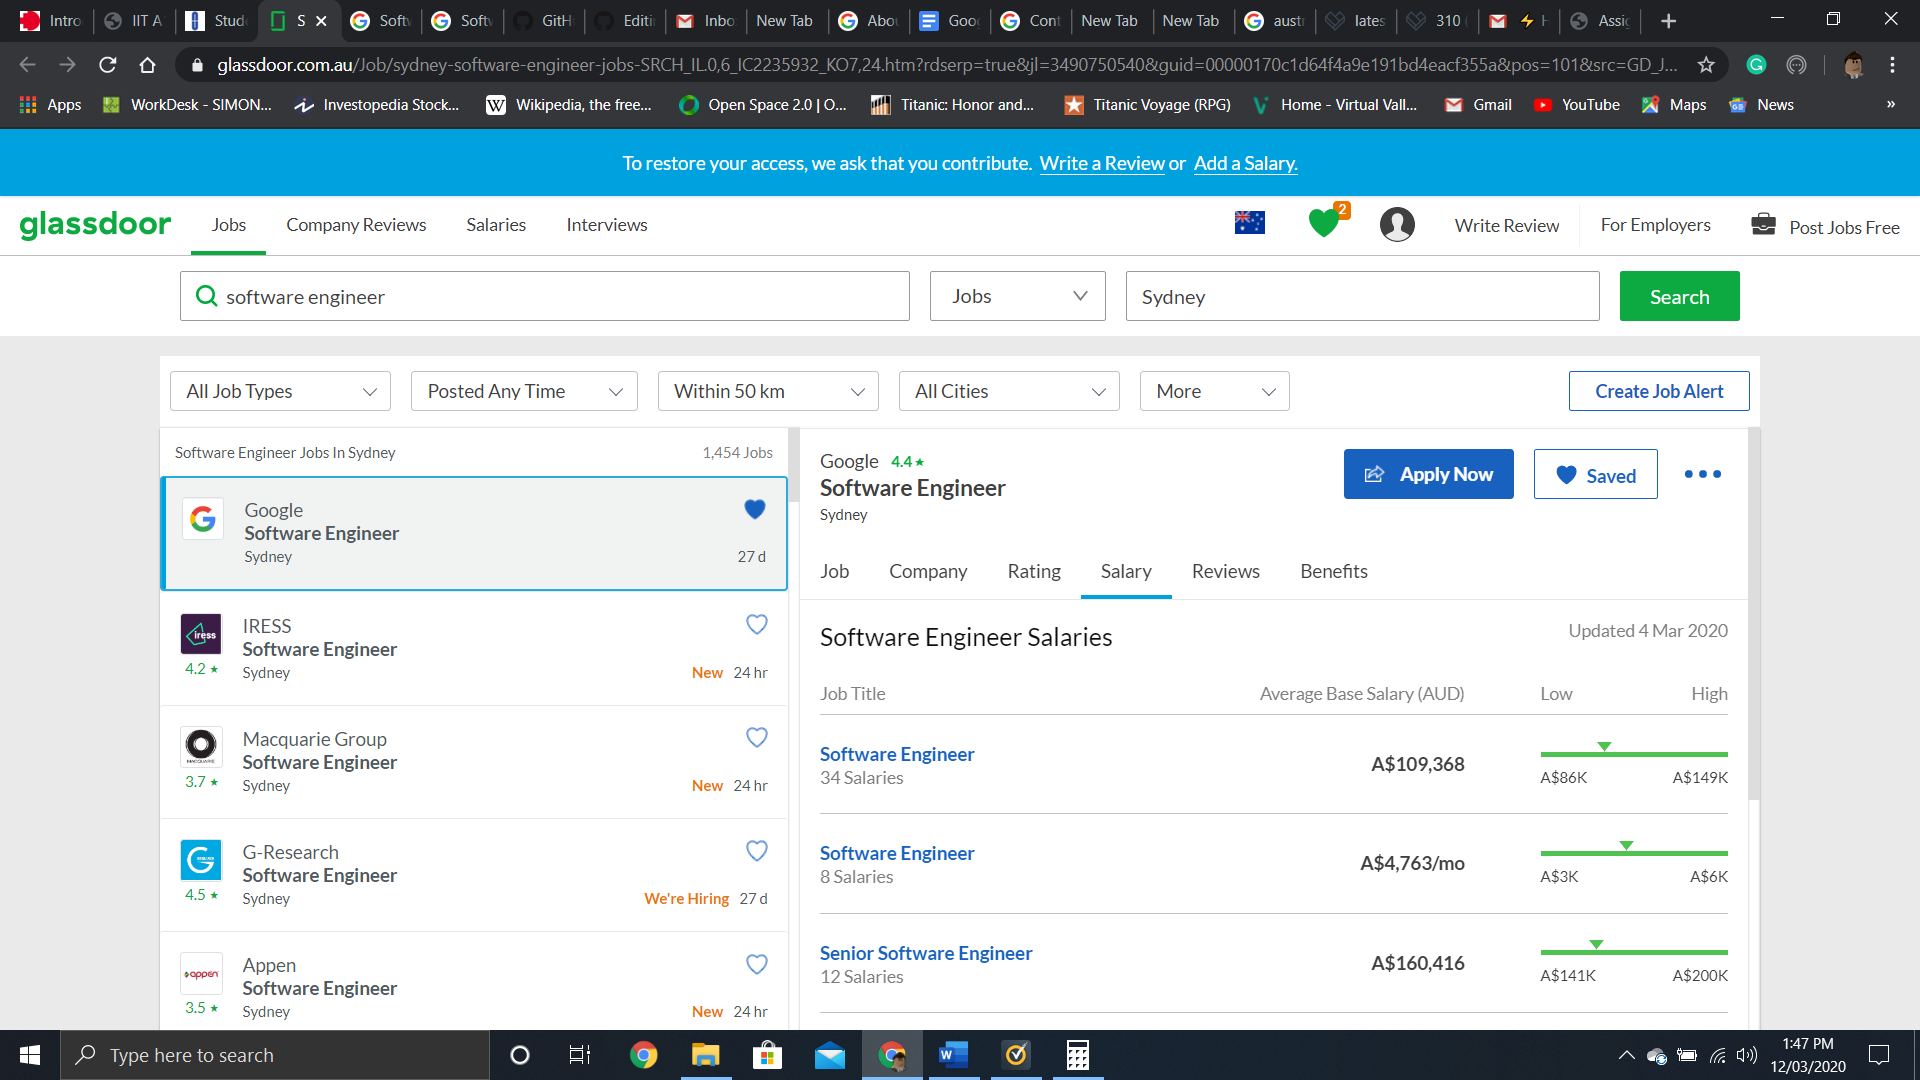 Intro
IIT A
Stud
S
Soft
Soft
GitH
Editi
Inbo
New Tab
Abou
Goo
Cont
New Tab
New Tab
austr
lates
310
Assig
glassdoor.com.au/Job/sydney-software-engineer-jobs-SRCH_IL.0,6_IC2235932_KO7,24.htm?rdserp=true&jl=3490750540&guid=00000170c1d64f4a9e191bd4eacf355a&pos=101&src=GD_J...
Apps
WorkDesk - SIMON...
Investopedia Stock...
Wikipedia, the free...
Open Space 2.0 | O...
Titanic: Honor and...
Titanic Voyage (RPG)
Home - Virtual Vall...
Gmail
YouTube
Maps
News
»
To restore your access, we ask that you contribute. Write a Review or Add a Salary.
glassdoor
Jobs
Company Reviews
Salaries
Interviews
2
Write Review
For Employers
Post Jobs Free
software engineer
Jobs
Sydney
Search
All Job Types
Posted Any Time
Within 50 km
All Cities
More
Create Job Alert
Software Engineer Jobs In Sydney
1,454 Jobs
Google
Software Engineer
Sydney
27 d
iress
IRESS
Software Engineer
4.2 ★
Sydney
New 24 hr
MACQUARIE
Macquarie Group
Software Engineer
3.7 ★
Sydney
New 24 hr
G-Research
Software Engineer
4.5 ★
Sydney
We're Hiring 27 d
appen
Appen
Software Engineer
3.5 ★
Sydney
New 24 hr
Google 4.4 ★
Software Engineer
Sydney
Apply Now
Saved
Job
Company
Rating
Salary
Reviews
Benefits
Software Engineer Salaries
Updated 4 Mar 2020
Job Title
Average Base Salary (AUD)
Low
High
Software Engineer
34 Salaries
A$109,368
A$86K
A$149K
Software Engineer
8 Salaries
A$4,763/mo
A$3K
A$6K
Senior Software Engineer
12 Salaries
A$160,416
A$141K
A$200K
Type here to search
1:47 PM
12/03/2020